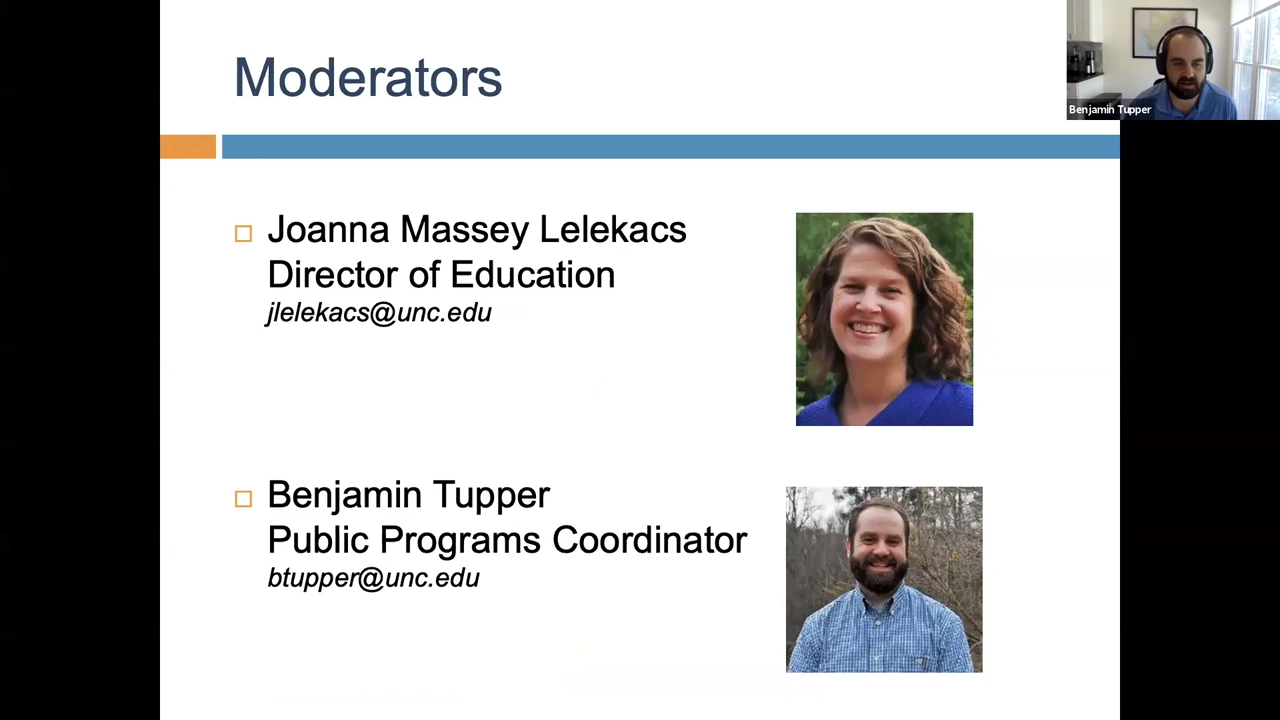 Moderators
Benjamin Tupper
Joanna Massey Lelekacs
Director of Education
jlelekacs@unc.edu
Benjamin Tupper
Public Programs Coordinator
btupper@unc.edu